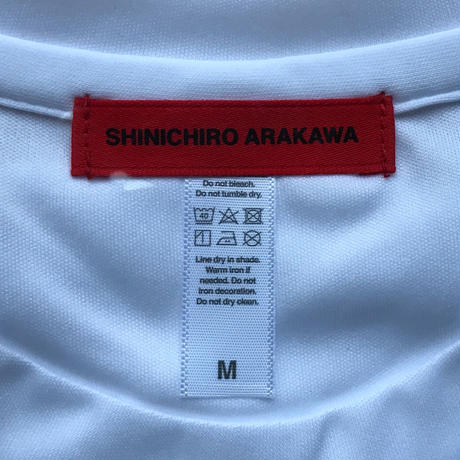 SHINICHIRO ARAKAWA
Do not bleach.
Do not tumble dry.
40
Line dry in shade.
Warm iron if
needed. Do not
iron decoration.
Do not dry clean.
M